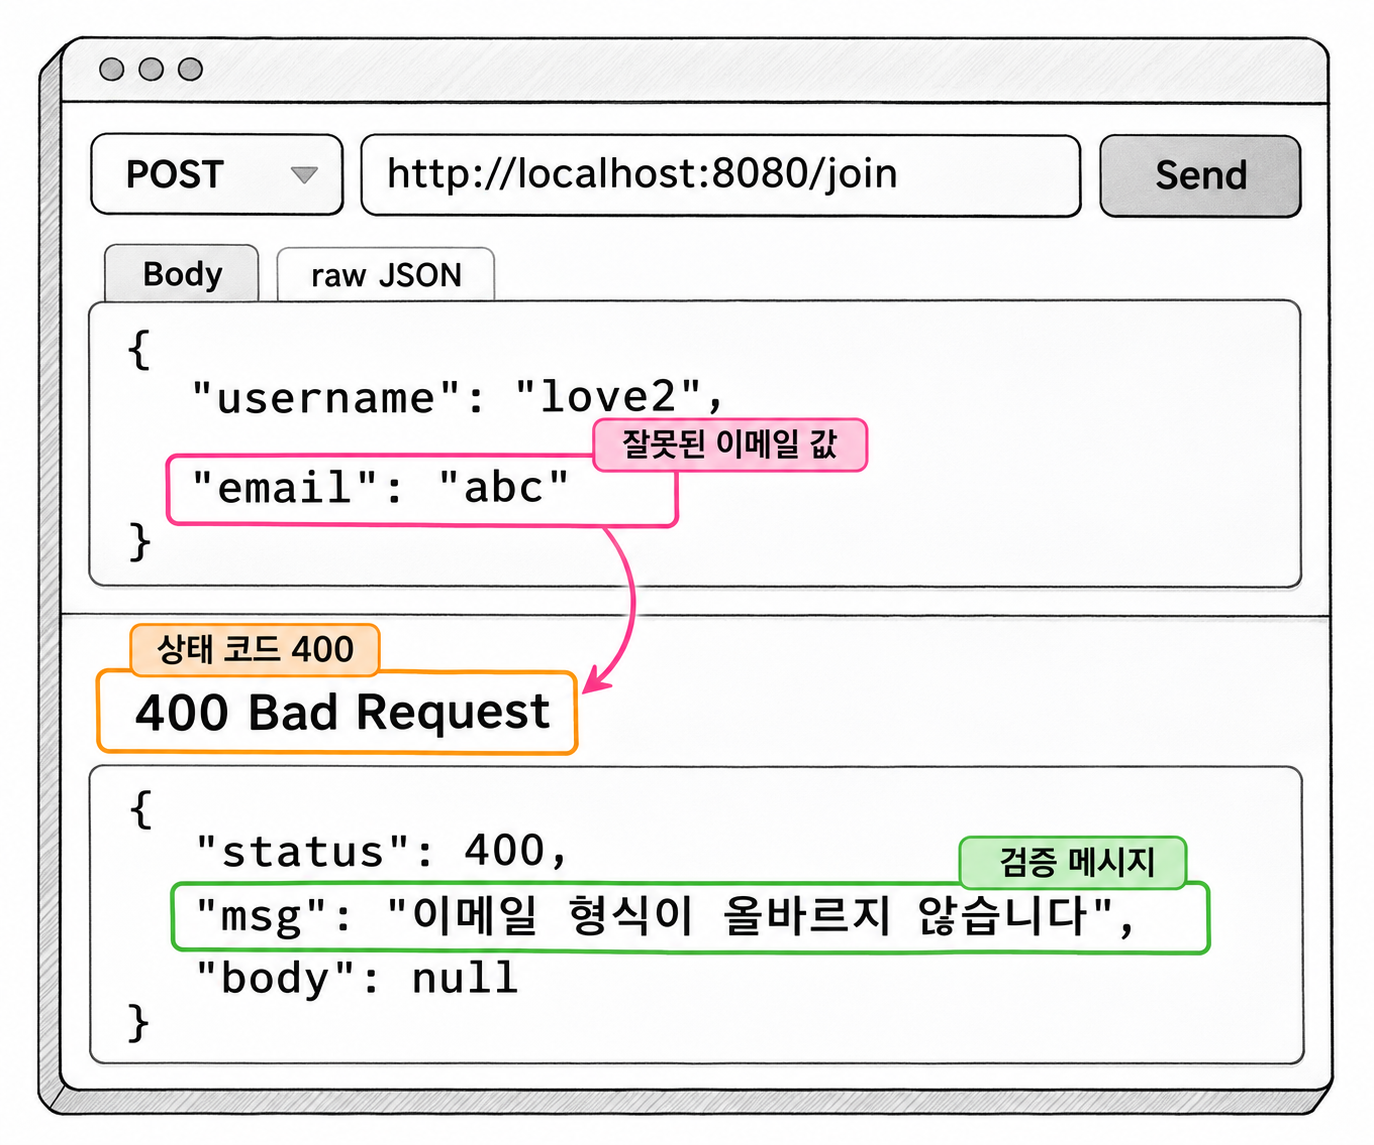 POST http://localhost:8080/join Send
Body raw JSON
{
"username": "love2",
잘못된 이메일 값
"email": "abc"
}
상태 코드 400
400 Bad Request
{
"status": 400,
검증 메시지
"msg": "이메일 형식이 올바르지 않습니다",
"body": null
}